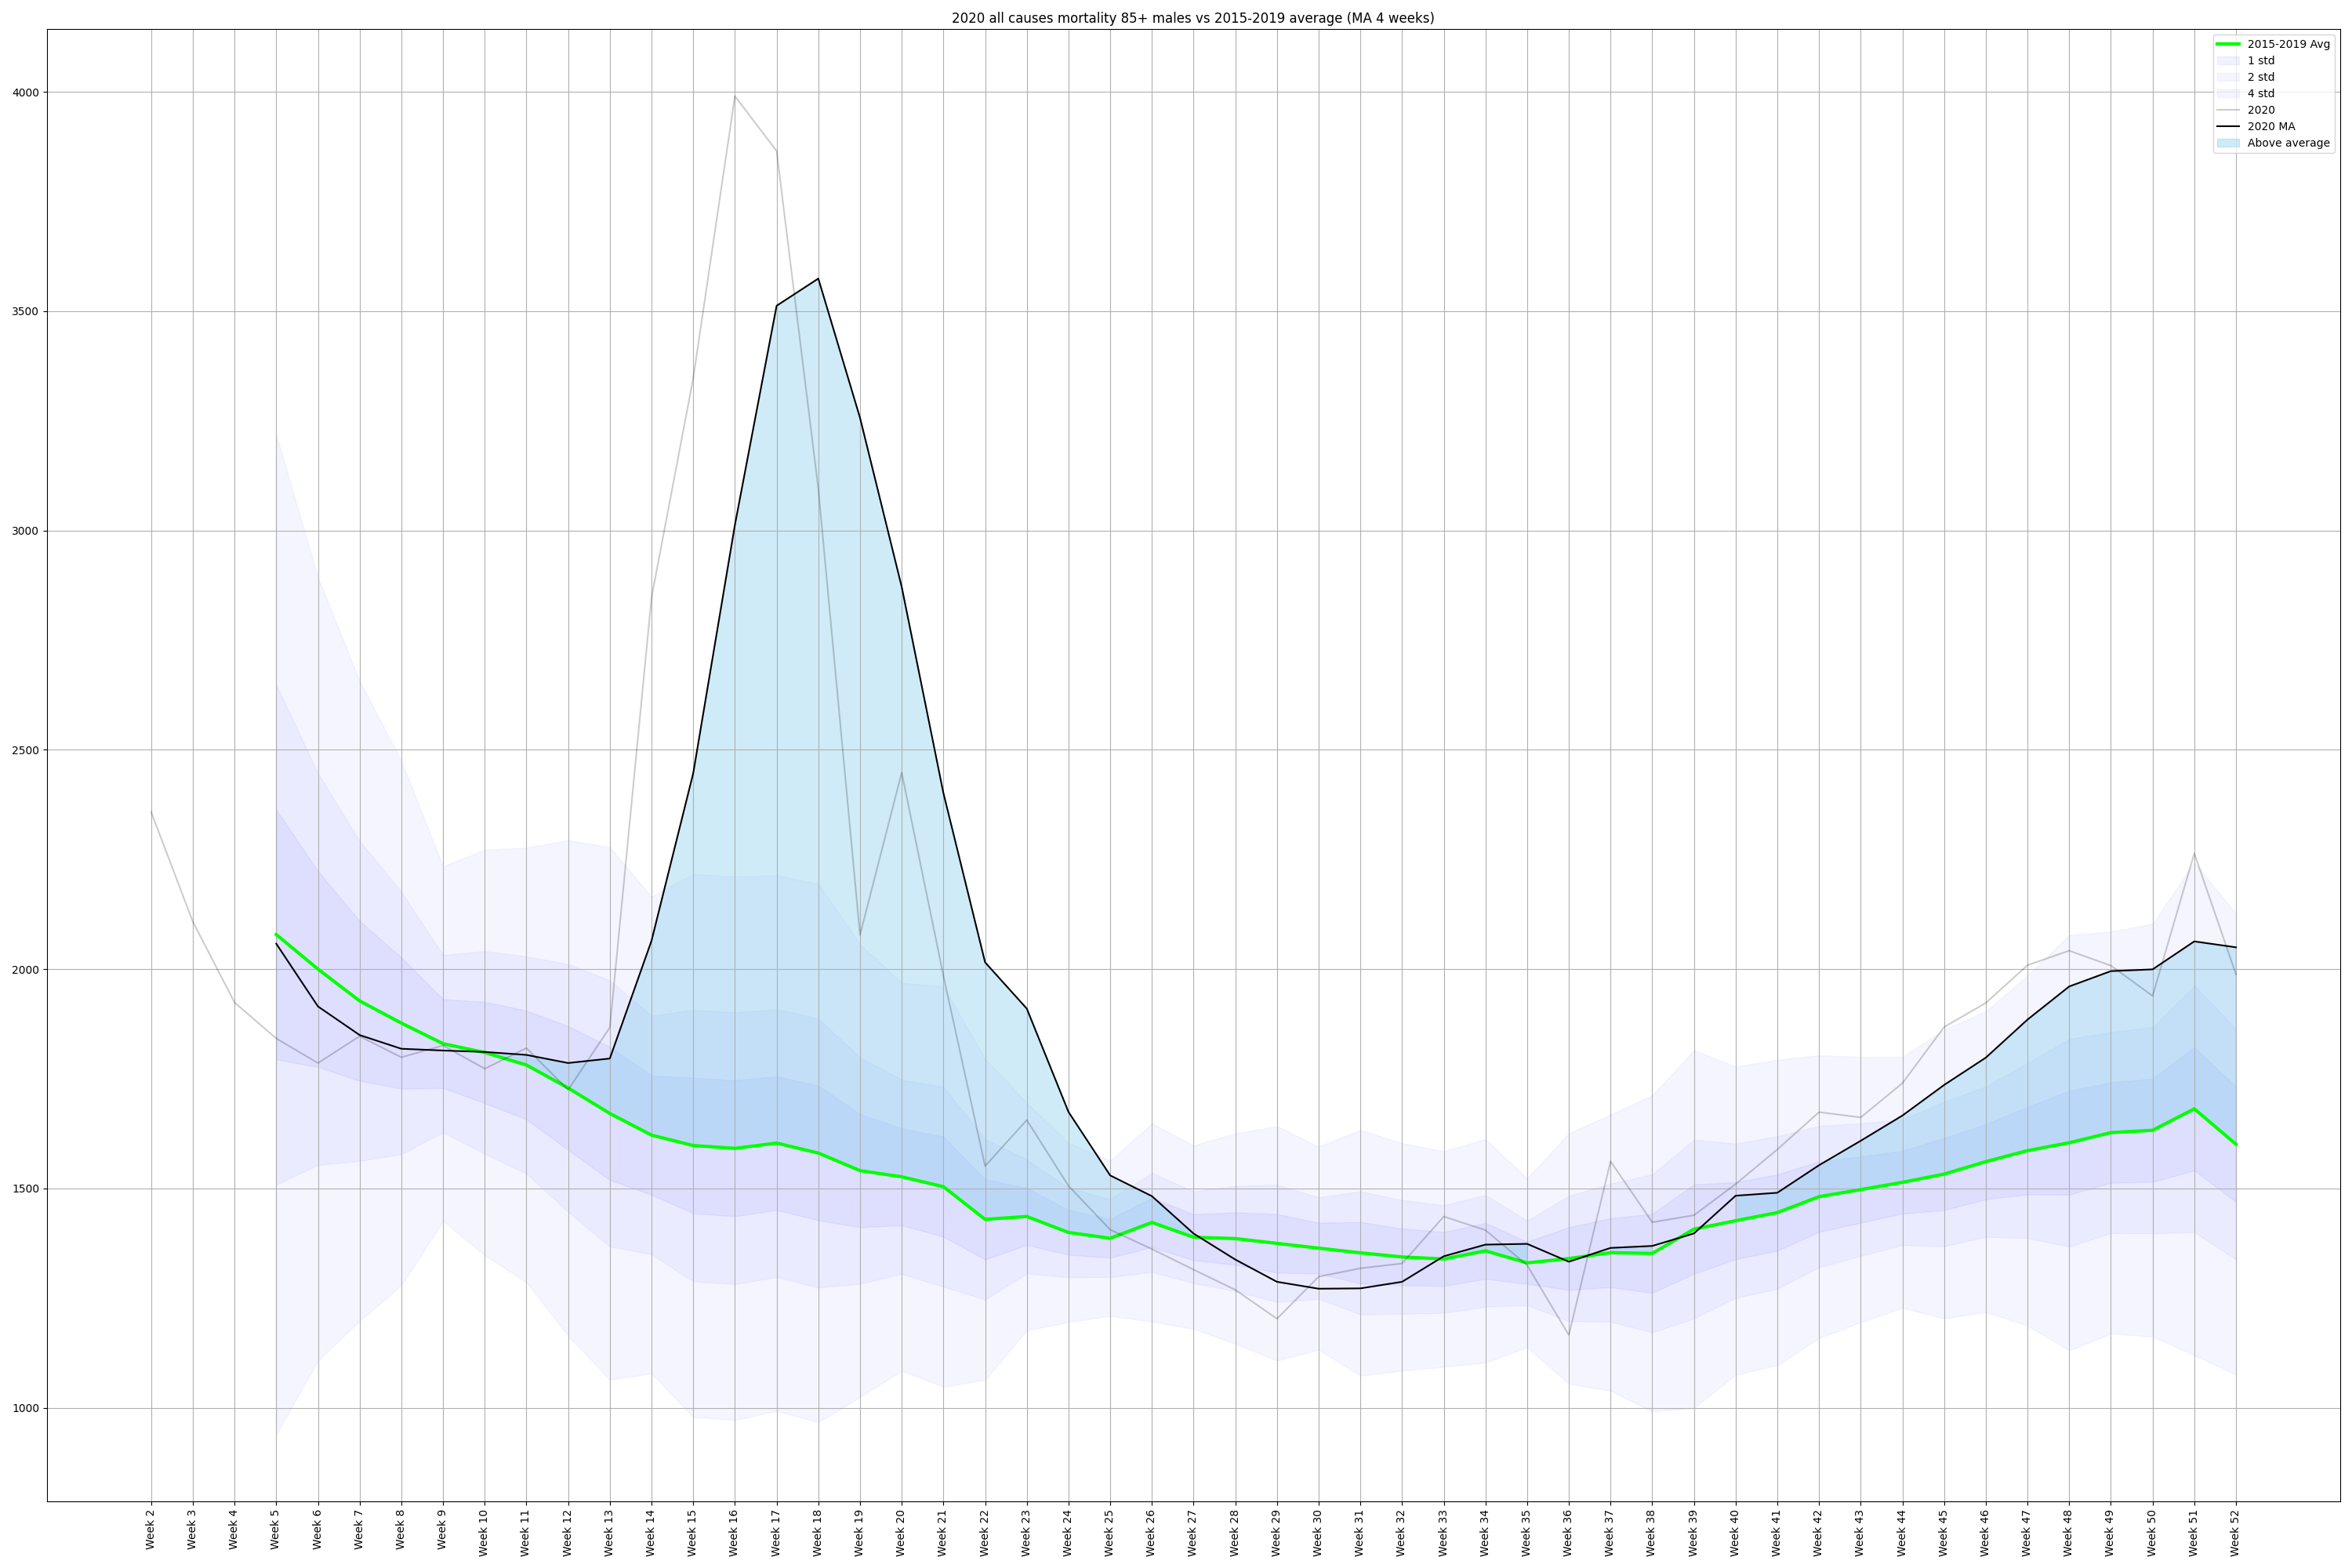 2020 all causes mortality 85+ males vs 2015-2019 average (MA 4 weeks)
2015-2019 Avg
1 std
2 std
4 std
2020
2020 MA
Above average
4000
3500
3000
2500
2000
1500
1000
Week 2
Week 3
Week 4
Week 5
Week 6
Week 7
Week 8
Week 9
Week 10
Week 11
Week 12
Week 13
Week 14
Week 15
Week 16
Week 17
Week 18
Week 19
Week 20
Week 21
Week 22
Week 23
Week 24
Week 25
Week 26
Week 27
Week 28
Week 29
Week 30
Week 31
Week 32
Week 33
Week 34
Week 35
Week 36
Week 37
Week 38
Week 39
Week 40
Week 41
Week 42
Week 43
Week 44
Week 45
Week 46
Week 47
Week 48
Week 49
Week 50
Week 51
Week 52